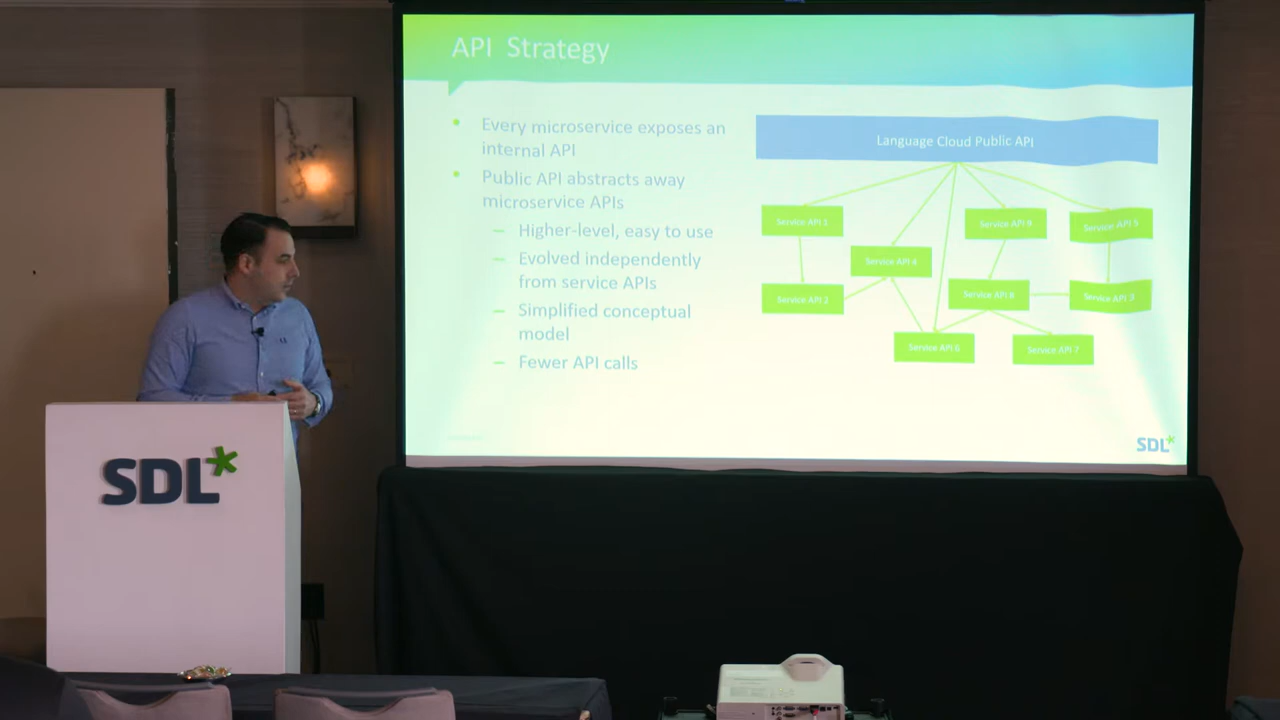 API Strategy
Every microservice exposes an
internal API
Public API abstracts away
microservice APIs
– Higher-level, easy to use
– Evolved independently
from service APIs
– Simplified conceptual
model
– Fewer API calls
Language Cloud Public API
Service API 1
Service API
Service API 5
Service API 4
Service API 2
Service API
Service API 3
Service API 6
Service API 7
SDL*
SDL*